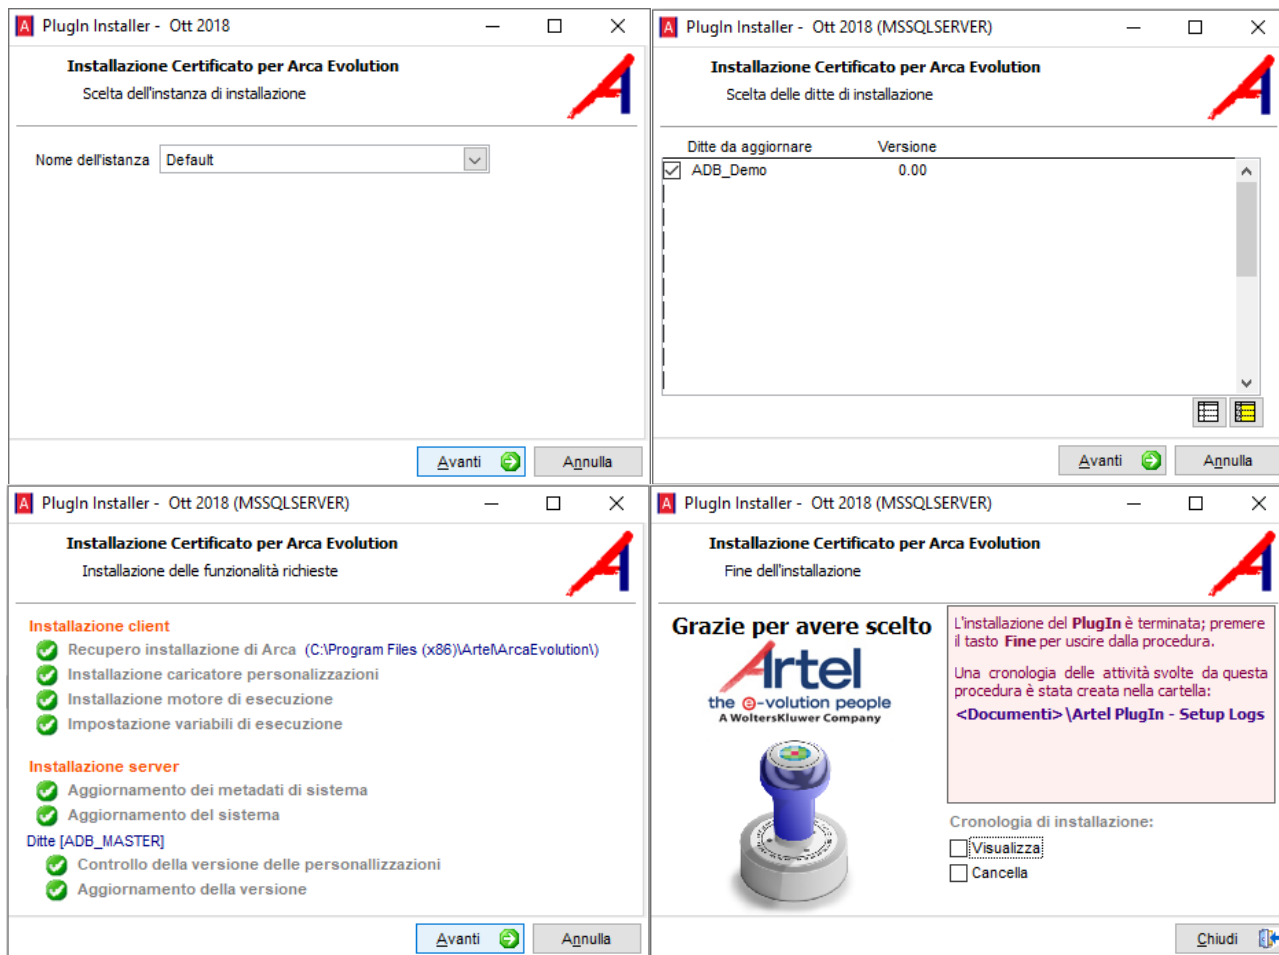 PlugIn Installer -  Ott 2018
Installazione Certificato per Arca Evolution
Scelta dell'instanza di installazione
Nome dell'istanza Default
Avanti Annulla
PlugIn Installer -  Ott 2018 (MSSQLSERVER)
Installazione Certificato per Arca Evolution
Scelta delle ditte di installazione
Ditte da aggiornare Versione
ADB_Demo 0.00
Avanti Annulla
PlugIn Installer -  Ott 2018 (MSSQLSERVER)
Installazione Certificato per Arca Evolution
Installazione delle funzionalità richieste
Installazione client
Recupero installazione di Arca (C:\Program Files (x86)\Artel\ArcaEvolution\)
Installazione caricatore personalizzazioni
Installazione motore di esecuzione
Impostazione variabili di esecuzione
Installazione server
Aggiornamento dei metadati di sistema
Aggiornamento del sistema
Ditte [ADB_MASTER]
Controllo della versione delle personallizzazioni
Aggiornamento della versione
Avanti Annulla
PlugIn Installer -  Ott 2018 (MSSQLSERVER)
Installazione Certificato per Arca Evolution
Fine dell'installazione
Grazie per avere scelto
Artel
the e-volution people
A WoltersKluwer Company
L'installazione del PlugIn è terminata; premere
il tasto Fine per uscire dalla procedura.
Una cronologia delle attività svolte da questa
procedura è stata creata nella cartella:
<Documenti>\Artel PlugIn - Setup Logs
Cronologia di installazione:
Visualizza
Cancella
Chiudi